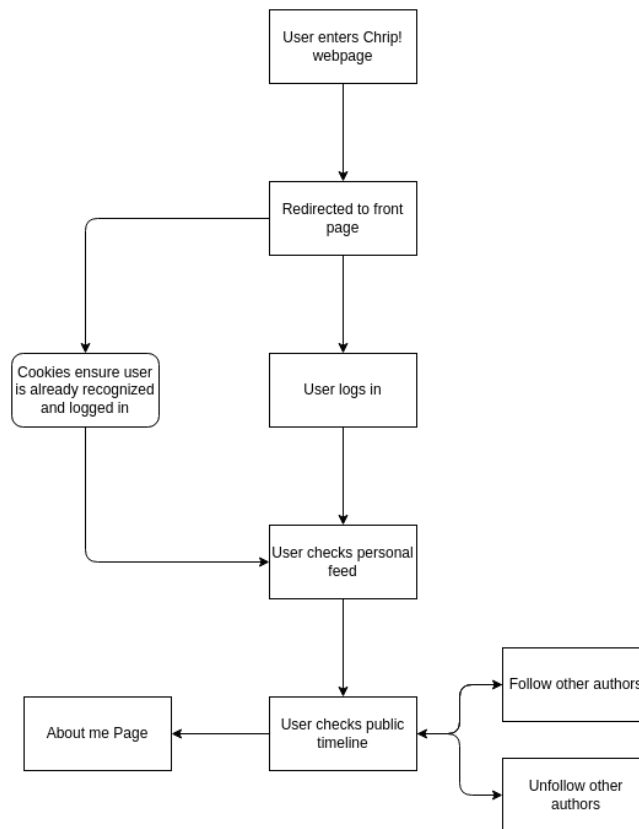 User enters Chrip!
webpage
Redirected to front
page
Cookies ensure user
is already recognized
and logged in
User logs in
User checks personal
feed
Follow other authors
About me Page
User checks public
timeline
Unfollow other
authors